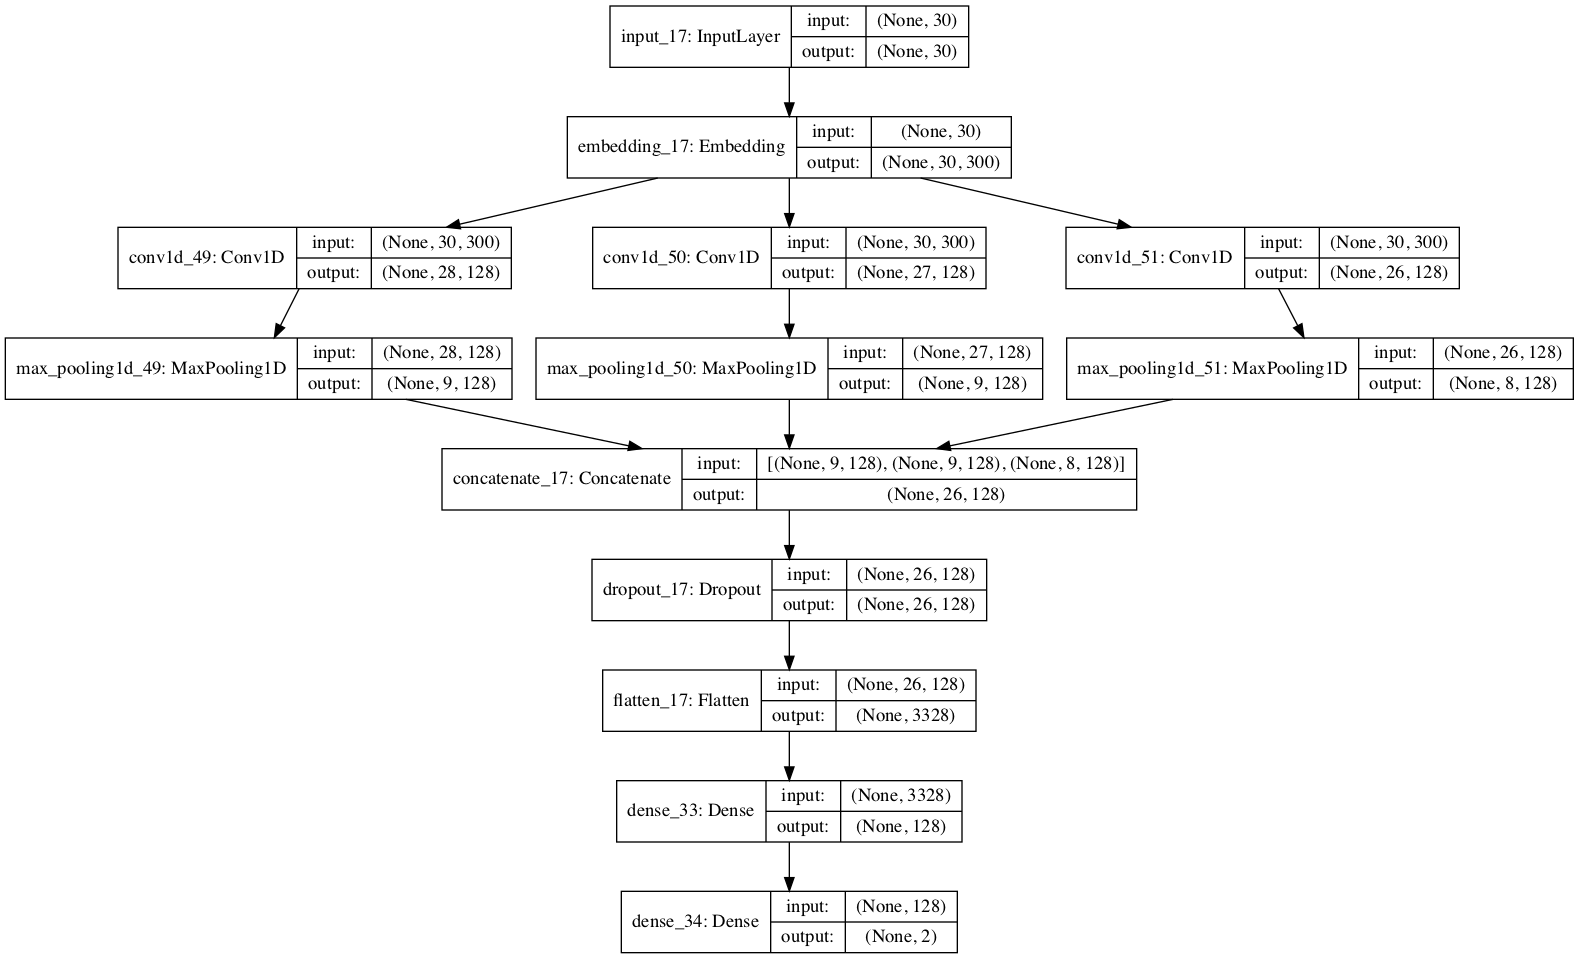 input_17: InputLayer
input: (None, 30)
output: (None, 30)
embedding_17: Embedding
input: (None, 30)
output: (None, 30, 300)
conv1d_49: Conv1D
input: (None, 30, 300)
output: (None, 28, 128)
conv1d_50: Conv1D
input: (None, 30, 300)
output: (None, 27, 128)
conv1d_51: Conv1D
input: (None, 30, 300)
output: (None, 26, 128)
max_pooling1d_49: MaxPooling1D
input: (None, 28, 128)
output: (None, 9, 128)
max_pooling1d_50: MaxPooling1D
input: (None, 27, 128)
output: (None, 9, 128)
max_pooling1d_51: MaxPooling1D
input: (None, 26, 128)
output: (None, 8, 128)
concatenate_17: Concatenate
input: [(None, 9, 128), (None, 9, 128), (None, 8, 128)]
output: (None, 26, 128)
dropout_17: Dropout
input: (None, 26, 128)
output: (None, 26, 128)
flatten_17: Flatten
input: (None, 26, 128)
output: (None, 3328)
dense_33: Dense
input: (None, 3328)
output: (None, 128)
dense_34: Dense
input: (None, 128)
output: (None, 2)